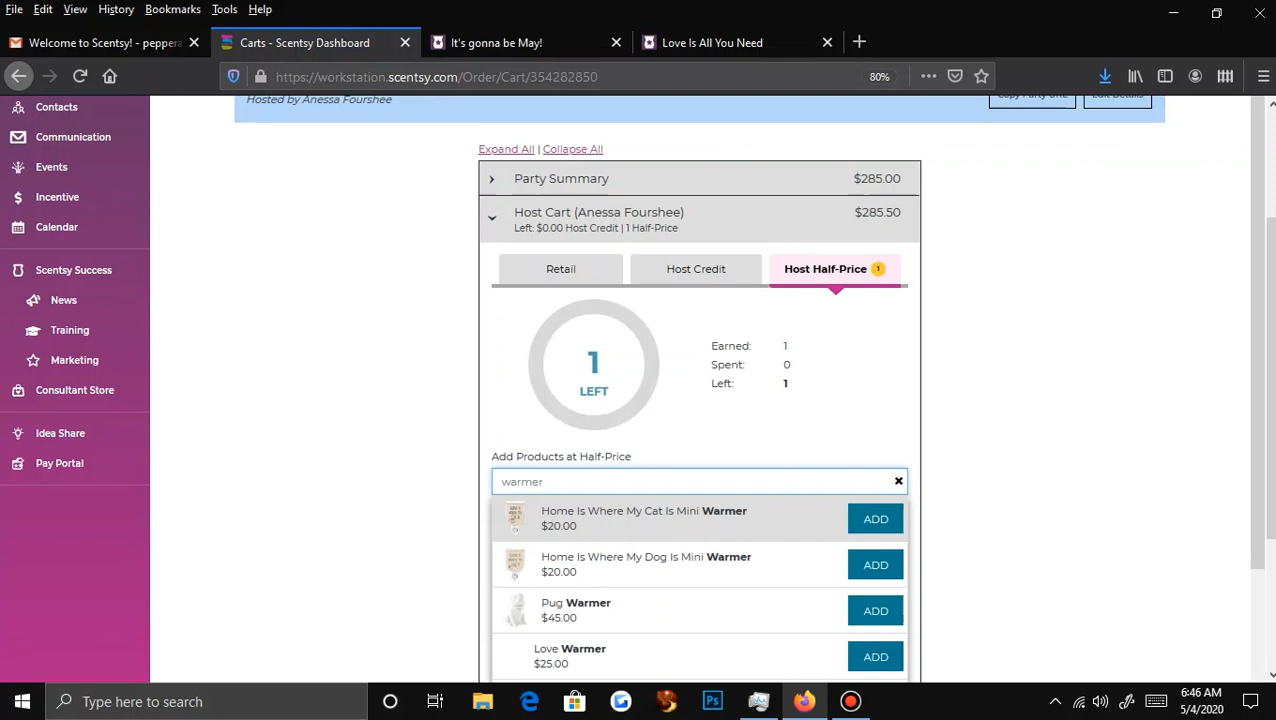 File Edit View History Bookmarks Tools Help
Welcome to Scentsy! - peppera
Carts - Scentsy Dashboard
It's gonna be May!
Love Is All You Need
https://workstation.scentsy.com/Order/Cart/354282850
80%
Contacts
Communication
Events
Incentive
Calendar
Scentsy Success
News
Training
Marketing
Consultant Store
Idea Share
Pay Portal
Hosted by Anessa Fourshee
Copy Party URL
Edit Details
Expand All | Collapse All
Party Summary $285.00
Host Cart (Anessa Fourshee) $285.50
Left: $0.00 Host Credit | 1 Half-Price
Retail Host Credit Host Half-Price 1
1
LEFT
Earned: 1
Spent: 0
Left: 1
Add Products at Half-Price
warmer
Home Is Where My Cat Is Mini Warmer
$20.00
ADD
Home Is Where My Dog Is Mini Warmer
$20.00
ADD
Pug Warmer
$45.00
ADD
Love Warmer
$25.00
ADD
Type here to search
Ps
6:46 AM
5/4/2020